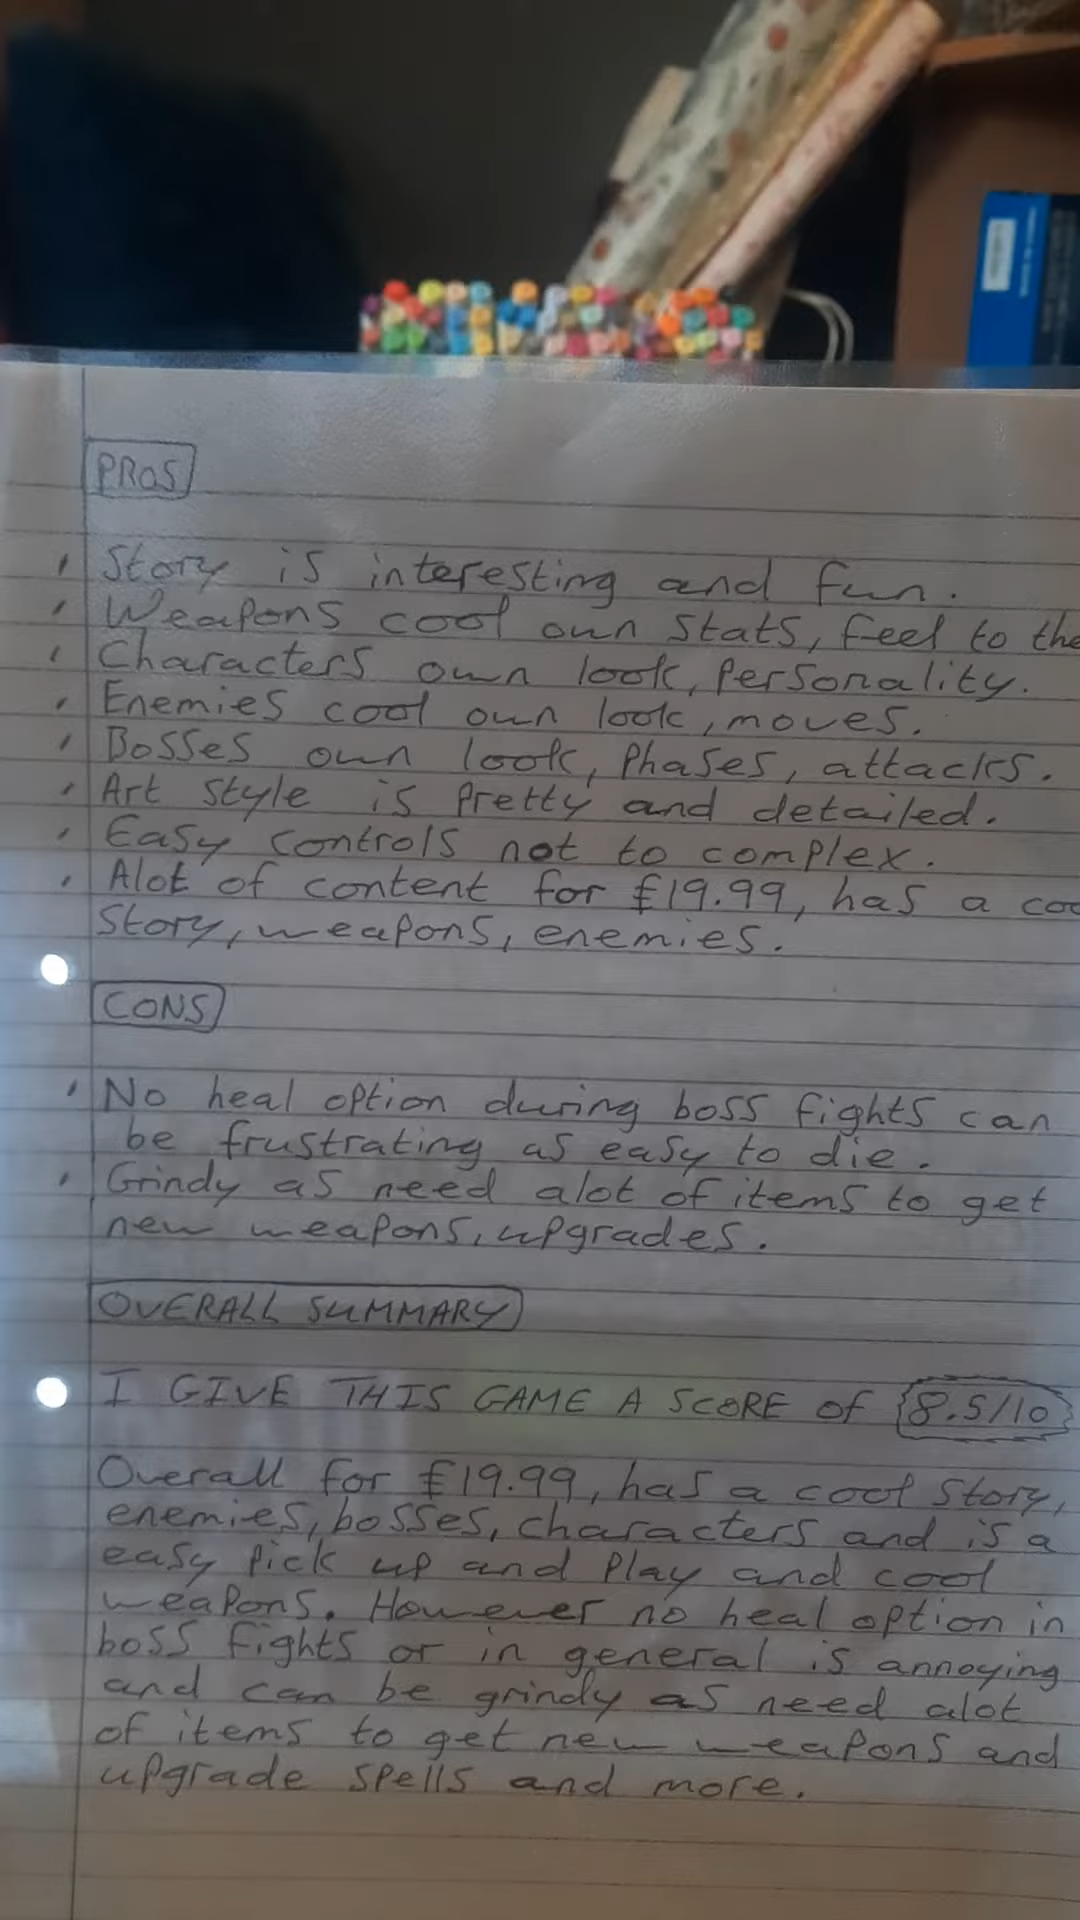 PROS
Story is interesting and fun.
Weapons cool own stats, feel to the
Characters own look, personality.
Enemies cool own look, moves.
Bosses own look, phases, attacks.
Art style is pretty and detailed.
Easy controls not to complex.
Alot of content for £19.99, has a coo
story, weapons, enemies.
CONS
No heal option during boss fights can
be frustrating as easy to die.
Grindy as need alot of items to get
new weapons, upgrades.
OVERALL SUMMARY
I GIVE THIS GAME A SCORE OF 8.5/10
Overall for £19.99, has a cool story,
enemies, bosses, characters and is a
easy pick up and play and cool
weapons. However no heal option in
boss fights or in general is annoying
and can be grindy as need alot
of items to get new weapons and
upgrade spells and more.